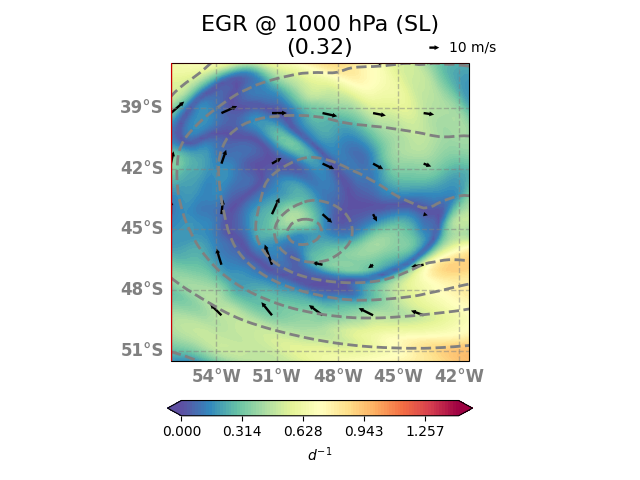 EGR @ 1000 hPa (SL)
(0.32)
10 m/s
39°S
42°S
45°S
48°S
51°S
54°W 51°W 48°W 45°W 42°W
0.000 0.314 0.628 0.943 1.257
d⁻¹